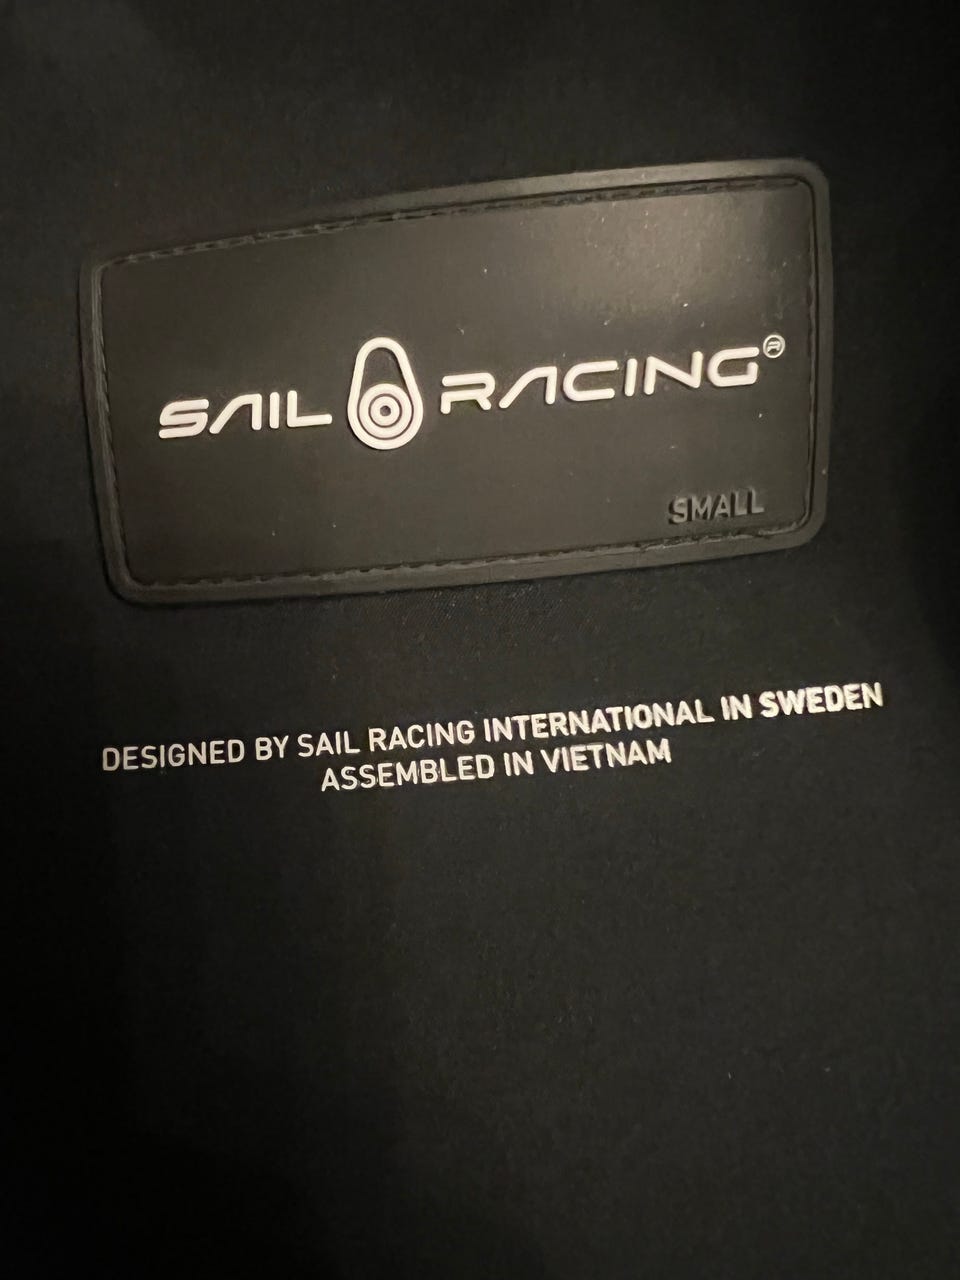 SAIL RACING®
SMALL
DESIGNED BY SAIL RACING INTERNATIONAL IN SWEDEN
ASSEMBLED IN VIETNAM